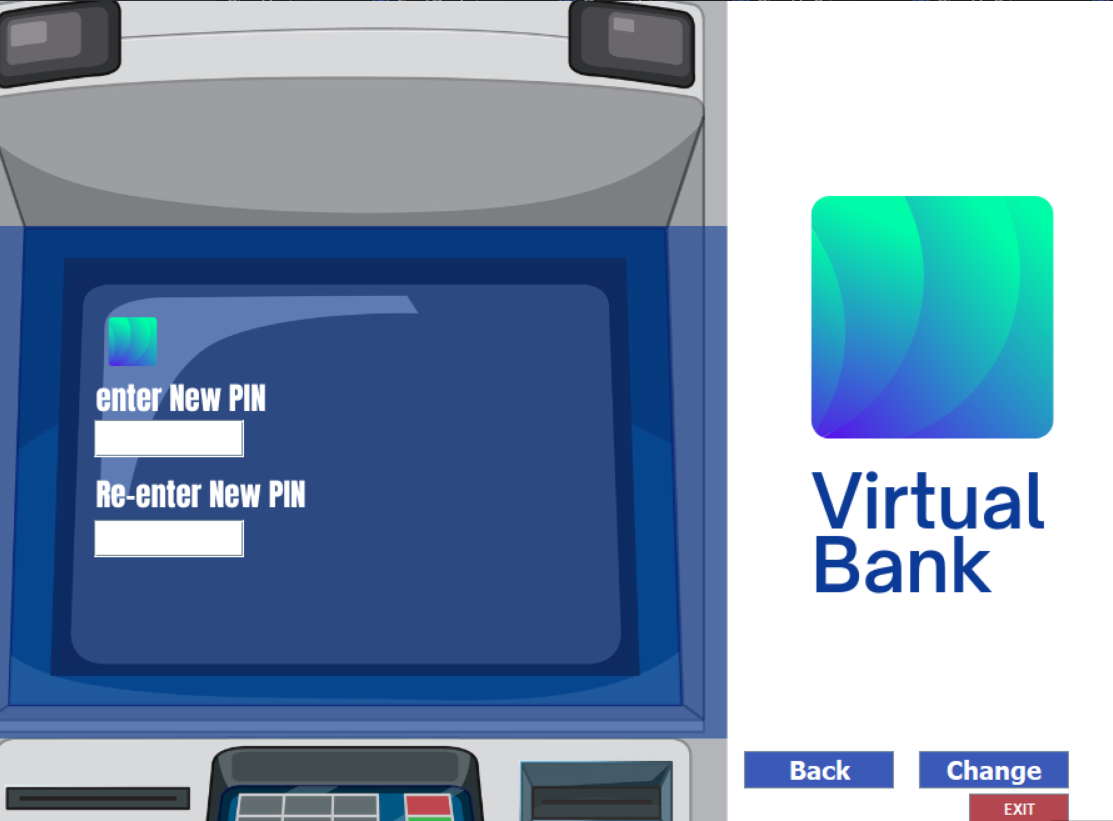 enter New PIN
Re-enter New PIN
Virtual
Bank
Back
Change
EXIT